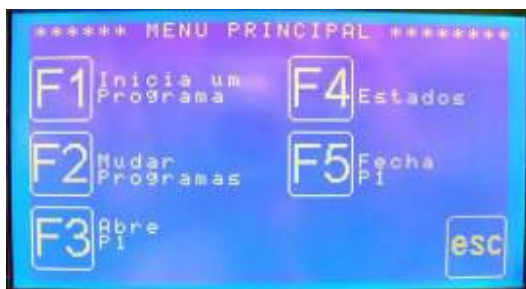 ****** MENU PRINCIPAL ********
F1 Inicia um
Programa
F4 Estados
F2 Mudar
Programas
F5 Fecha
P1
F3 Abre
P1
esc